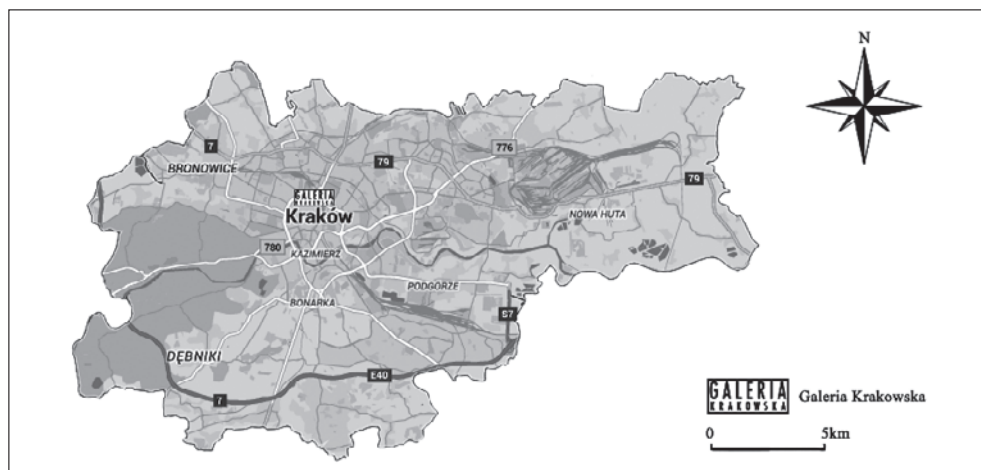 N
7
776
79
BRONOWICE
79
GALERIA
KRAKOWSKA
Kraków
NOWA HUTA
780
KAZIMIERZ
PODGÓRZE
BONARKA
S7
DĘBNIKI
E40
7
GALERIA
KRAKOWSKA
Galeria Krakowska
0 5km